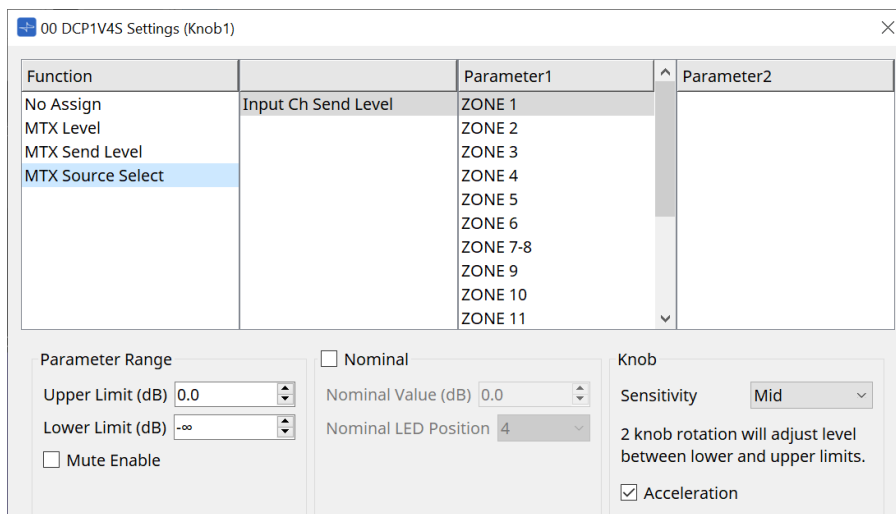 00 DCP1V4S Settings (Knob1)
Function
Parameter1
Parameter2
No Assign
MTX Level
MTX Send Level
MTX Source Select
Input Ch Send Level
ZONE 1
ZONE 2
ZONE 3
ZONE 4
ZONE 5
ZONE 6
ZONE 7-8
ZONE 9
ZONE 10
ZONE 11
Parameter Range
Upper Limit (dB) 0.0
Lower Limit (dB) -∞
Mute Enable
Nominal
Nominal Value (dB) 0.0
Nominal LED Position 4
Knob
Sensitivity Mid
2 knob rotation will adjust level
between lower and upper limits.
Acceleration